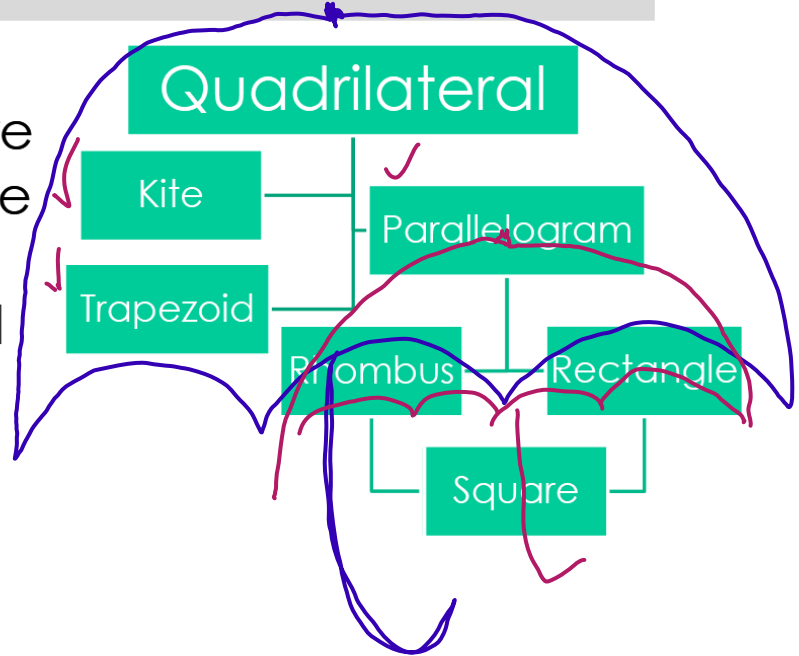 Quadrilateral
e
Kite
e
Parallelogram
Trapezoid
Rhombus
Rectangle
Square